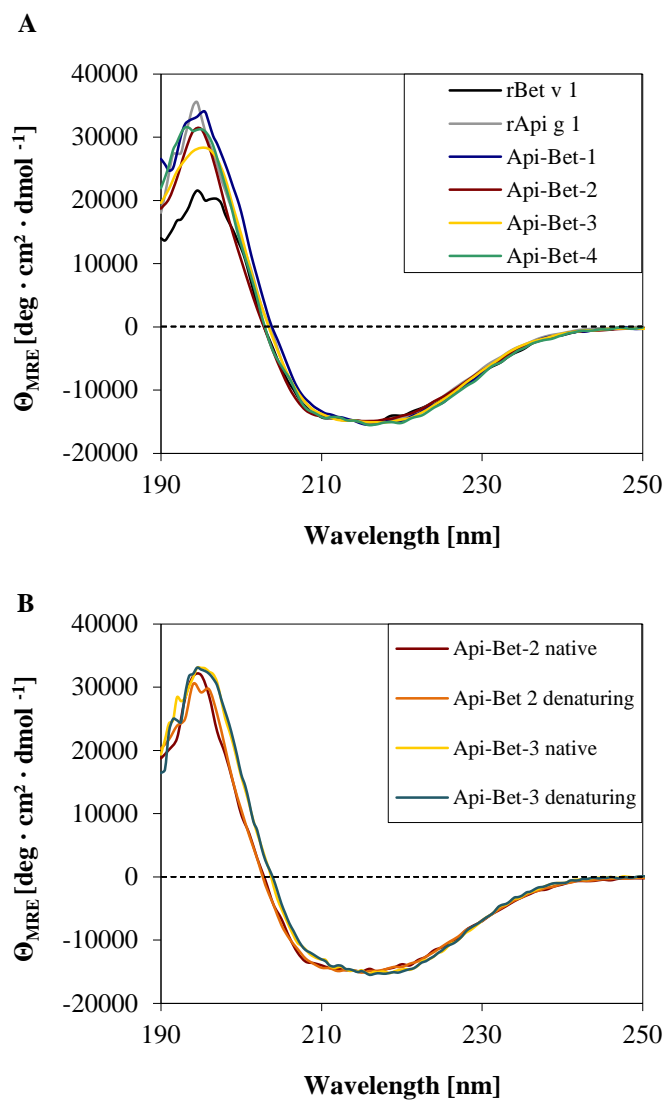 A
40000
30000
20000
10000
0
-10000
-20000
190
210
230
250
ΘMRE [deg · cm² · dmol ⁻¹]
Wavelength [nm]
rBet v 1
rApi g 1
Api-Bet-1
Api-Bet-2
Api-Bet-3
Api-Bet-4
B
40000
30000
20000
10000
0
-10000
-20000
190
210
230
250
ΘMRE [deg · cm² · dmol ⁻¹]
Wavelength [nm]
Api-Bet-2 native
Api-Bet 2 denaturing
Api-Bet-3 native
Api-Bet-3 denaturing